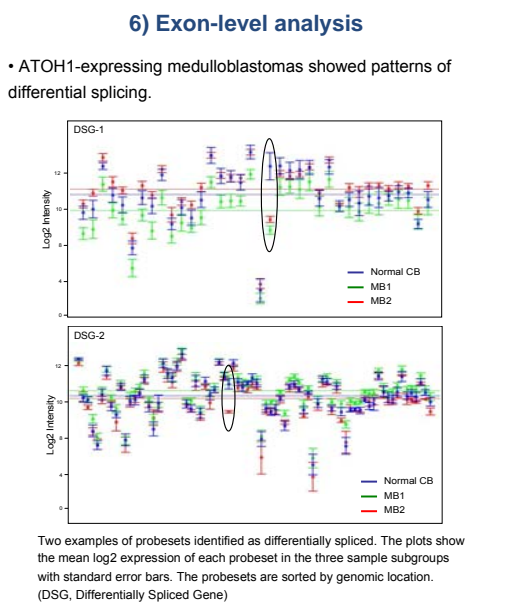 6) Exon-level analysis
• ATOH1-expressing medulloblastomas showed patterns of
differential splicing.
DSG-1
Log2 Intensity
12
10
8
4
0
Normal CB
MB1
MB2
DSG-2
Log2 Intensity
12
10
8
4
0
Normal CB
MB1
MB2
Two examples of probesets identified as differentially spliced. The plots show
the mean log2 expression of each probeset in the three sample subgroups
with standard error bars. The probesets are sorted by genomic location.
(DSG, Differentially Spliced Gene)